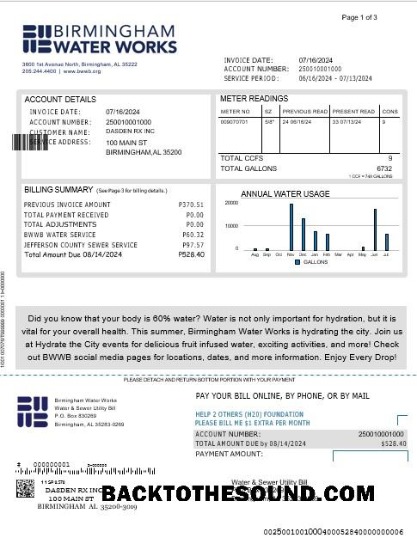 Page 1 of 3
BIRMINGHAM
WATER WORKS
3600 1st Avenue North, Birmingham, AL 35222
205.244.4400 | www.bwwb.org
INVOICE DATE: 07/16/2024
ACCOUNT NUMBER: 250010001000
SERVICE PERIOD: 06/16/2024 - 07/13/2024
ACCOUNT DETAILS
INVOICE DATE: 07/16/2024
ACCOUNT NUMBER: 250010001000
CUSTOMER NAME: DASDEN RX INC
SERVICE ADDRESS: 100 MAIN ST
BIRMINGHAM,AL 35200
METER READINGS
METER NO SZ PREVIOUS READ PRESENT READ CONS
009070701 5/8" 24 06/16/24 33 07/13/24 9
TOTAL CCFS 9
TOTAL GALLONS 6732
1 CCF = 748 GALLONS
BILLING SUMMARY (See Page 3 for billing details.)
PREVIOUS INVOICE AMOUNT P370.51
TOTAL PAYMENT RECEIVED P0.00
TOTAL ADJUSTMENTS P0.00
BWWB WATER SERVICE P60.32
JEFFERSON COUNTY SEWER SERVICE P97.57
Total Amount Due 08/14/2024 P528.40
ANNUAL WATER USAGE
20000
10000
0
Aug Sep Oct Nov Dec Jan Feb Mar Apr May Jun Jul
GALLONS
Did you know that your body is 60% water? Water is not only important for hydration, but it is
vital for your overall health. This summer, Birmingham Water Works is hydrating the city. Join us
at Hydrate the City events for delicious fruit infused water, exciting activities, and more! Check
out BWWB social media pages for locations, dates, and more information. Enjoy Every Drop!
PLEASE DETACH AND RETURN BOTTOM PORTION WITH YOUR PAYMENT
Birmingham Water Works
Water & Sewer Utility Bill
P.O. Box 830269
Birmingham, AL 35283-0269
PAY YOUR BILL ONLINE, BY PHONE, OR BY MAIL
HELP 2 OTHERS (H2O) FOUNDATION
PLEASE BILL ME $1 EXTRA PER MONTH
ACCOUNT NUMBER: 250010001000
TOTAL AMOUNT DUE by 08/14/2024 $528.40
PAYMENT AMOUNT:
# 000000001
DASDEN RX INC
100 MAIN ST
BIRMINGHAM AL 35200-3019
Water & Sewer Utility Bill
BACKTOTHESOUND.COM